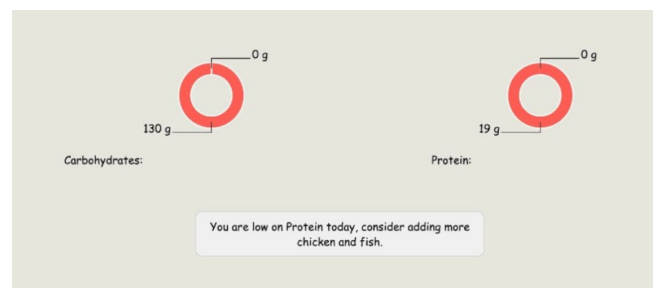 0 g
0 g
130 g
19 g
Carbohydrates:
Protein:
You are low on Protein today, consider adding more
chicken and fish.